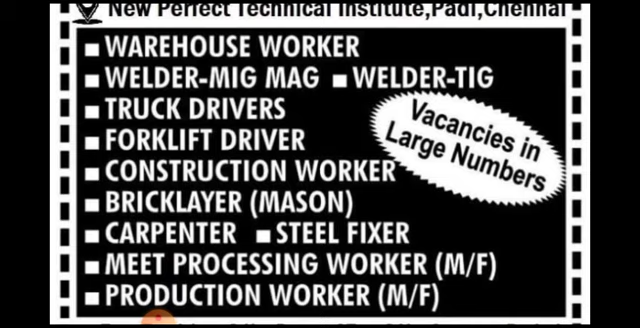 New Perfect Technical Institute,Padi,Chennai
WAREHOUSE WORKER
WELDER-MIG MAG ■ WELDER-TIG
TRUCK DRIVERS
FORKLIFT DRIVER
CONSTRUCTION WORKER
BRICKLAYER (MASON)
CARPENTER ■ STEEL FIXER
MEET PROCESSING WORKER (M/F)
PRODUCTION WORKER (M/F)
Vacancies in
Large Numbers